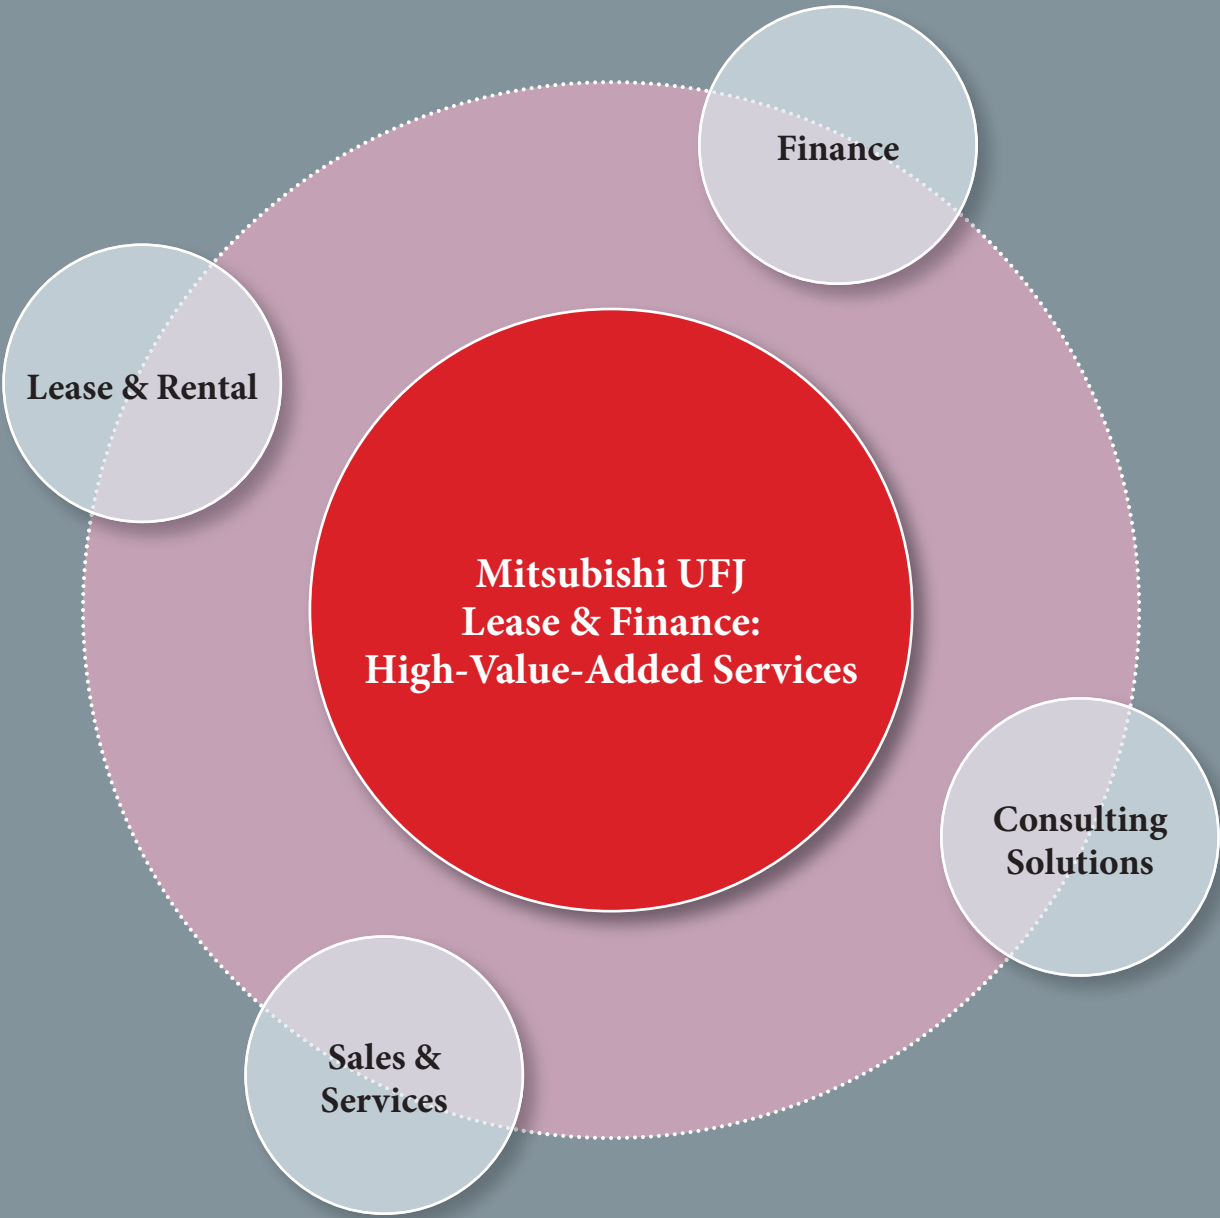 Finance
Lease & Rental
Mitsubishi UFJ
Lease & Finance:
High-Value-Added Services
Consulting
Solutions
Sales &
Services